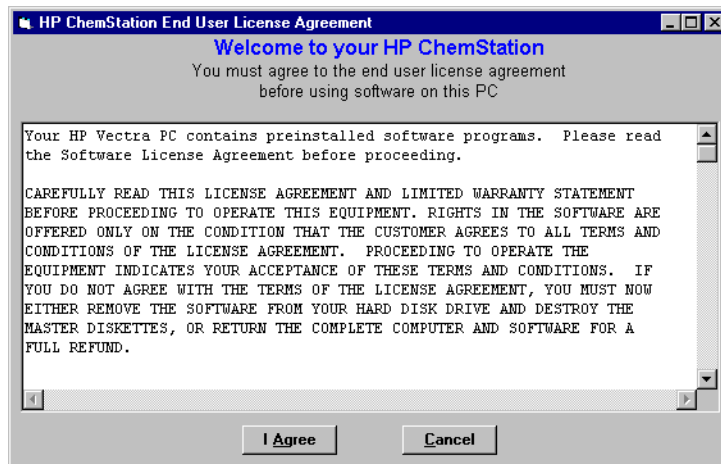 HP ChemStation End User License Agreement
Welcome to your HP ChemStation
You must agree to the end user license agreement
before using software on this PC
Your HP Vectra PC contains preinstalled software programs.  Please read
the Software License Agreement before proceeding.
CAREFULLY READ THIS LICENSE AGREEMENT AND LIMITED WARRANTY STATEMENT
BEFORE PROCEEDING TO OPERATE THIS EQUIPMENT. RIGHTS IN THE SOFTWARE ARE
OFFERED ONLY ON THE CONDITION THAT THE CUSTOMER AGREES TO ALL TERMS AND
CONDITIONS OF THE LICENSE AGREEMENT.  PROCEEDING TO OPERATE THE
EQUIPMENT INDICATES YOUR ACCEPTANCE OF THESE TERMS AND CONDITIONS.  IF
YOU DO NOT AGREE WITH THE TERMS OF THE LICENSE AGREEMENT, YOU MUST NOW
EITHER REMOVE THE SOFTWARE FROM YOUR HARD DISK DRIVE AND DESTROY THE
MASTER DISKETTES, OR RETURN THE COMPLETE COMPUTER AND SOFTWARE FOR A
FULL REFUND.
I Agree
Cancel